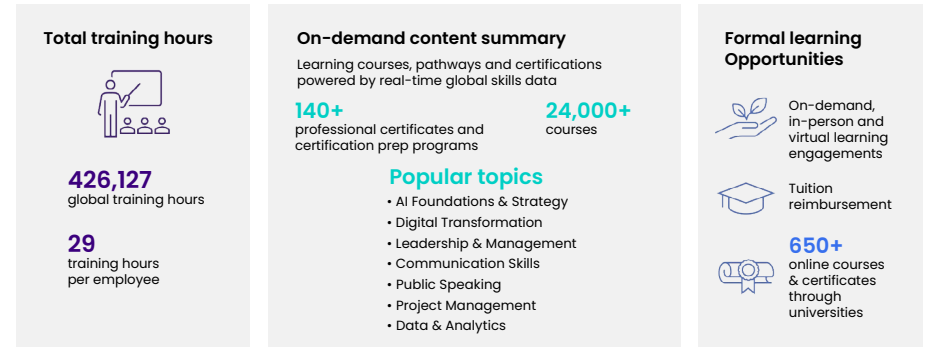 Total training hours
426,127
global training hours
29
training hours
per employee
On-demand content summary
Learning courses, pathways and certifications
powered by real-time global skills data
140+
professional certificates and
certification prep programs
24,000+
courses
Popular topics
• AI Foundations & Strategy
• Digital Transformation
• Leadership & Management
• Communication Skills
• Public Speaking
• Project Management
• Data & Analytics
Formal learning
Opportunities
On-demand,
in-person and
virtual learning
engagements
Tuition
reimbursement
650+
online courses
& certificates
through
universities